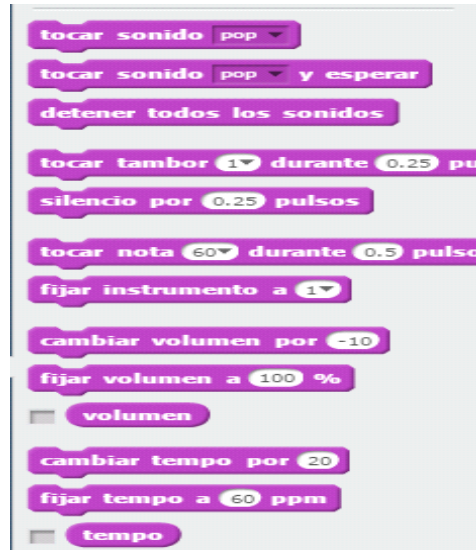 tocar sonido pop
tocar sonido pop y esperar
detener todos los sonidos
tocar tambor 1 durante 0.25 pu
silencio por 0.25 pulsos
tocar nota 60 durante 0.5 pulso
fijar instrumento a 1
cambiar volumen por -10
fijar volumen a 100 %
volumen
cambiar tempo por 20
fijar tempo a 60 ppm
tempo